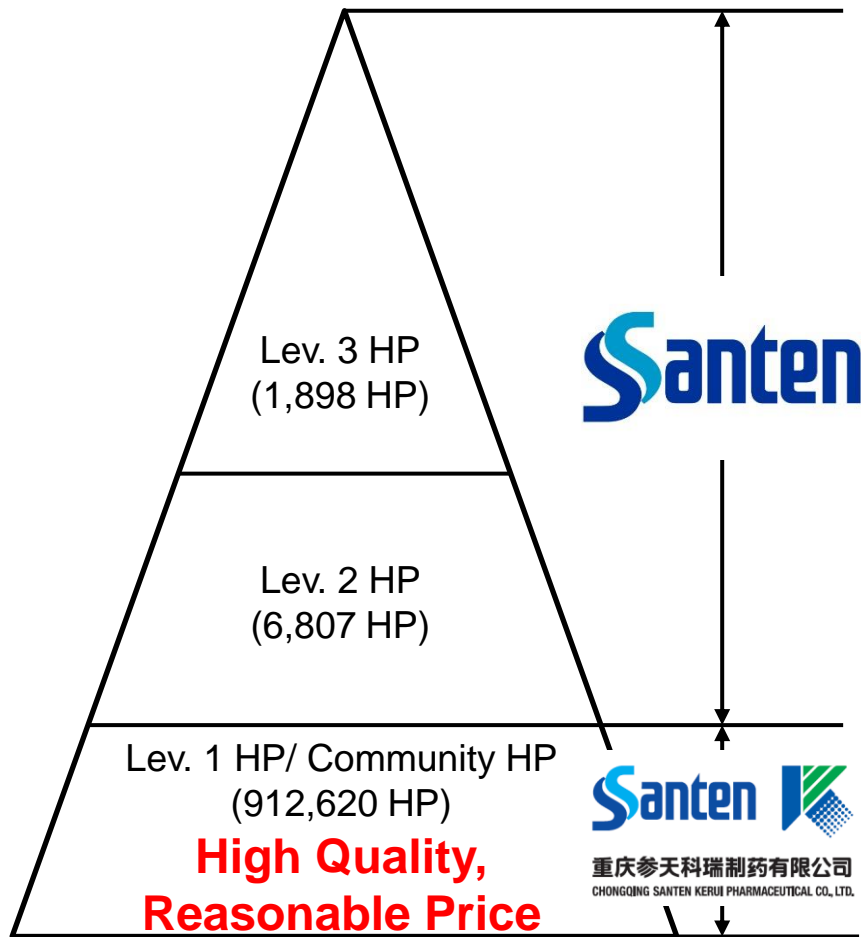 Lev. 3 HP
(1,898 HP)
Santen
Lev. 2 HP
(6,807 HP)
Lev. 1 HP/ Community HP
(912,620 HP)
High Quality,
Reasonable Price
Santen
重庆参天科瑞制药有限公司
CHONGQING SANTEN KERUI PHARMACEUTICAL CO., LTD.